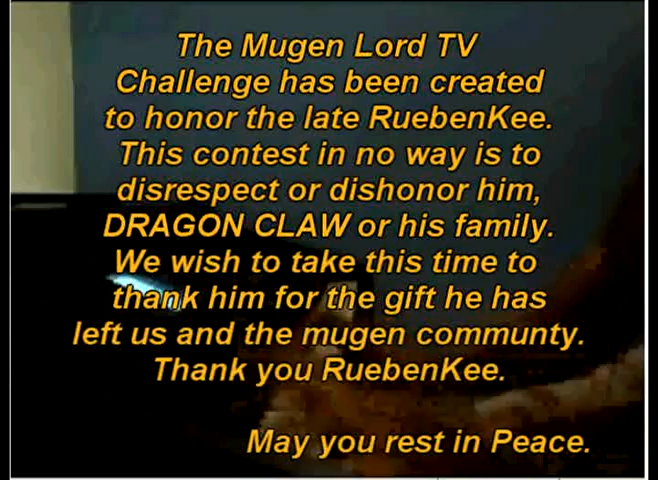 The Mugen Lord TV
Challenge has been created
to honor the late RuebenKee.
This contest in no way is to
disrespect or dishonor him,
DRAGON CLAW or his family.
We wish to take this time to
thank him for the gift he has
left us and the mugen communty.
Thank you RuebenKee.
May you rest in Peace.